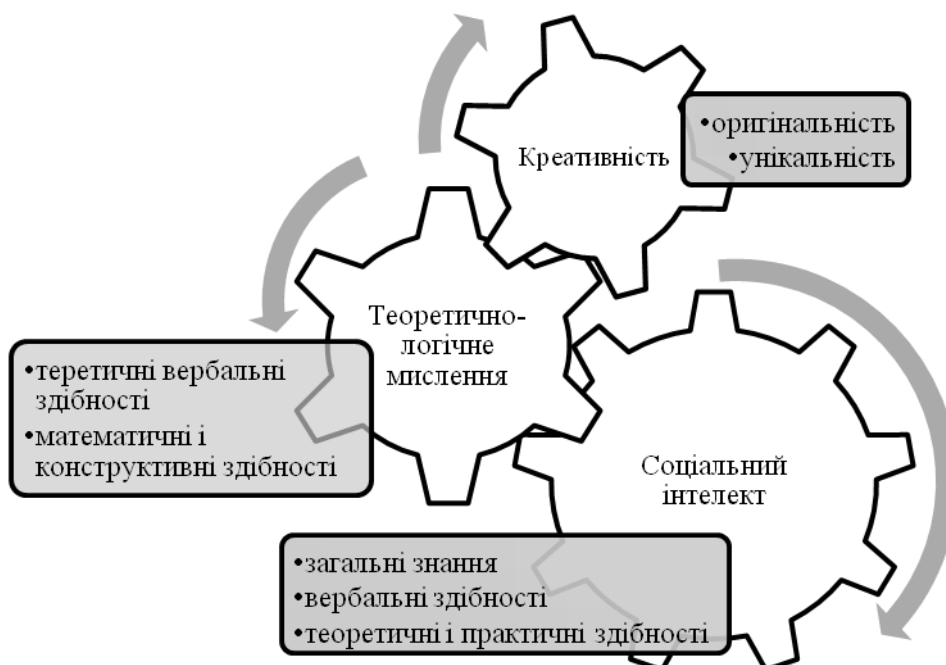 Креативність
•оригінальність
•унікальність
Теоретично-
логічне
мислення
•теретичні вербальні
здібності
•математичні і
конструктивні здібності
Соціальний
інтелект
•загальні знання
•вербальні здібності
•теоретичні і практичні здібності